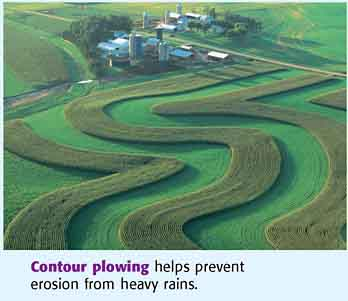 Contour plowing helps prevent
erosion from heavy rains.